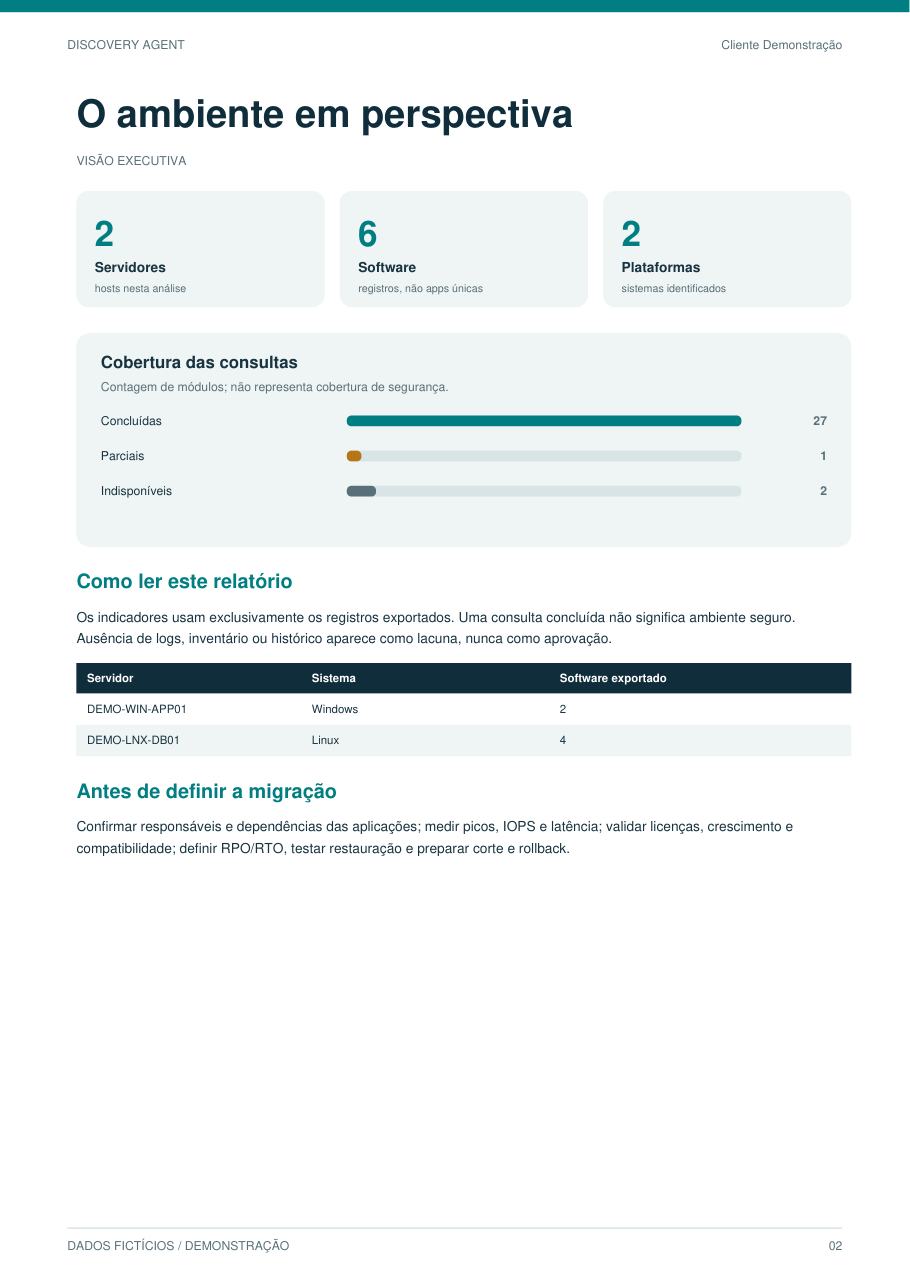 DISCOVERY AGENT
Cliente Demonstração
O ambiente em perspectiva
VISÃO EXECUTIVA
2
Servidores
hosts nesta análise
6
Software
registros, não apps únicas
2
Plataformas
sistemas identificados
Cobertura das consultas
Contagem de módulos; não representa cobertura de segurança.
Concluídas 27
Parciais 1
Indisponíveis 2
Como ler este relatório
Os indicadores usam exclusivamente os registros exportados. Uma consulta concluída não significa ambiente seguro.
Ausência de logs, inventário ou histórico aparece como lacuna, nunca como aprovação.
Servidor Sistema Software exportado
DEMO-WIN-APP01 Windows 2
DEMO-LNX-DB01 Linux 4
Antes de definir a migração
Confirmar responsáveis e dependências das aplicações; medir picos, IOPS e latência; validar licenças, crescimento e
compatibilidade; definir RPO/RTO, testar restauração e preparar corte e rollback.
DADOS FICTÍCIOS / DEMONSTRAÇÃO
02